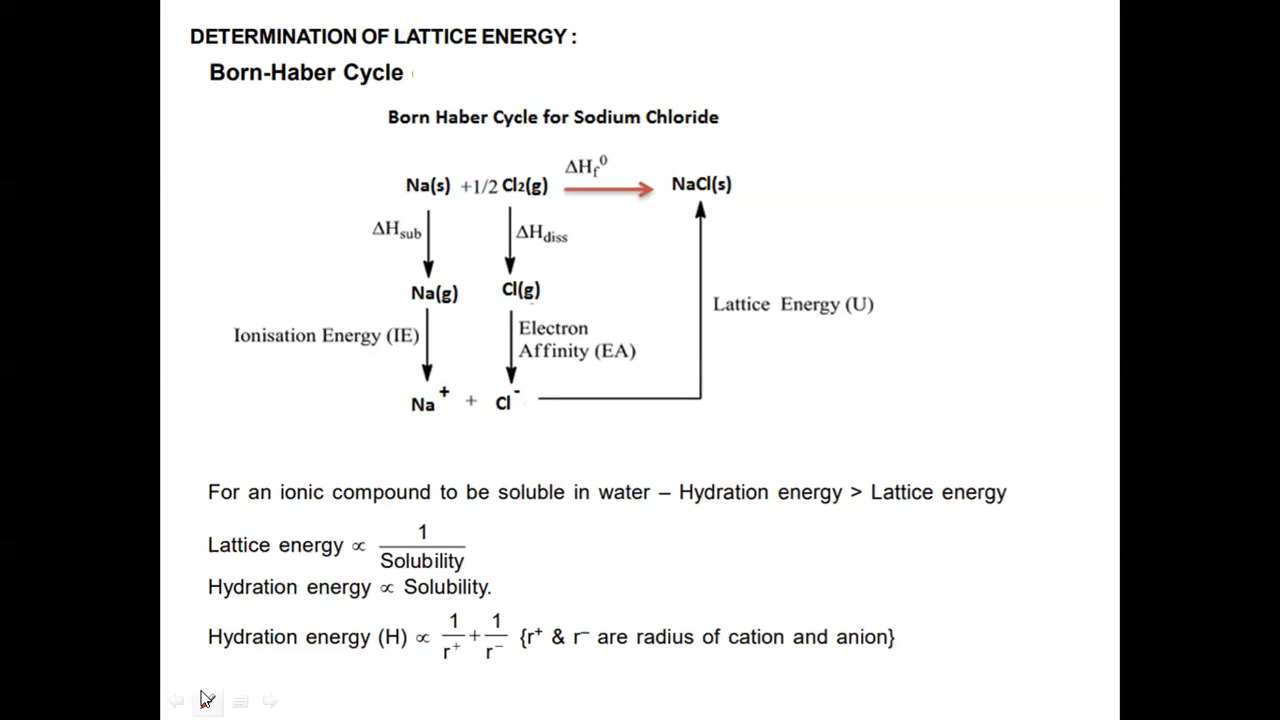 DETERMINATION OF LATTICE ENERGY :
Born-Haber Cycle
Born Haber Cycle for Sodium Chloride
Na(s) +1/2 Cl₂(g) ΔHf⁰ NaCl(s)
ΔHsub ΔHdiss
Na(g) Cl(g)
Lattice Energy (U)
Ionisation Energy (IE) Electron
Affinity (EA)
Na⁺ + Cl⁻
For an ionic compound to be soluble in water – Hydration energy > Lattice energy
Lattice energy ∝ 1/Solubility
Hydration energy ∝ Solubility.
Hydration energy (H) ∝ 1/r⁺ + 1/r⁻ {r⁺ & r⁻ are radius of cation and anion}